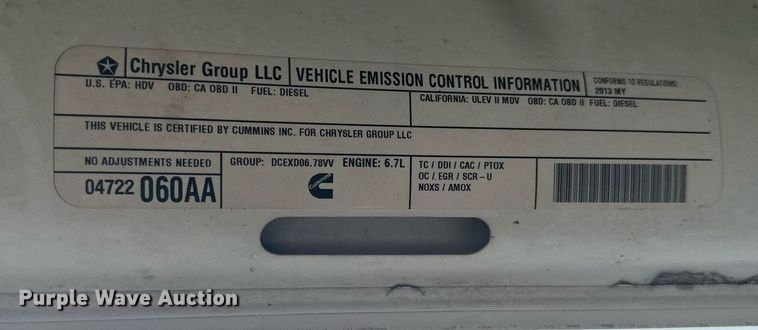 Chrysler Group LLC
VEHICLE EMISSION CONTROL INFORMATION
CONFORMS TO REGULATIONS:
2013 MY
U.S. EPA: HDV OBD: CA OBD II FUEL: DIESEL
CALIFORNIA: ULEV II MDV OBD: CA OBD II FUEL: DIESEL
THIS VEHICLE IS CERTIFIED BY CUMMINS INC. FOR CHRYSLER GROUP LLC
NO ADJUSTMENTS NEEDED
04722 060AA
GROUP: DCEXD06.78VV ENGINE: 6.7L
Cummins
TC / DDI / CAC / PTOX
OC / EGR / SCR - U
NOXS / AMOX
Purple Wave Auction